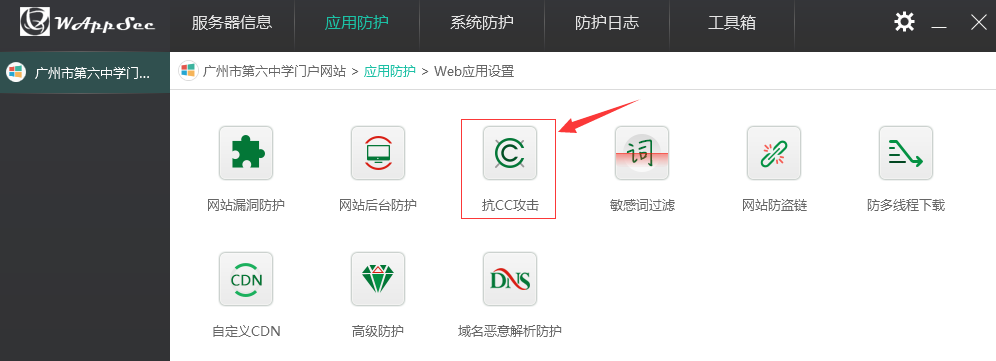 WAppSec
服务器信息
应用防护
系统防护
防护日志
工具箱
广州市第六中学门...
广州市第六中学门户网站 > 应用防护 > Web应用设置
网站漏洞防护
网站后台防护
抗CC攻击
词
敏感词过滤
网站防盗链
防多线程下载
CDN
自定义CDN
高级防护
DNS
域名恶意解析防护